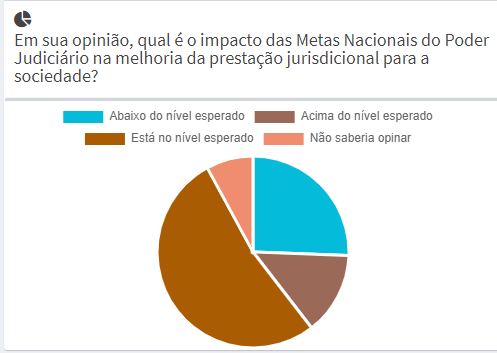 Em sua opinião, qual é o impacto das Metas Nacionais do Poder
Judiciário na melhoria da prestação jurisdicional para a
sociedade?
Abaixo do nível esperado Acima do nível esperado
Está no nível esperado Não saberia opinar